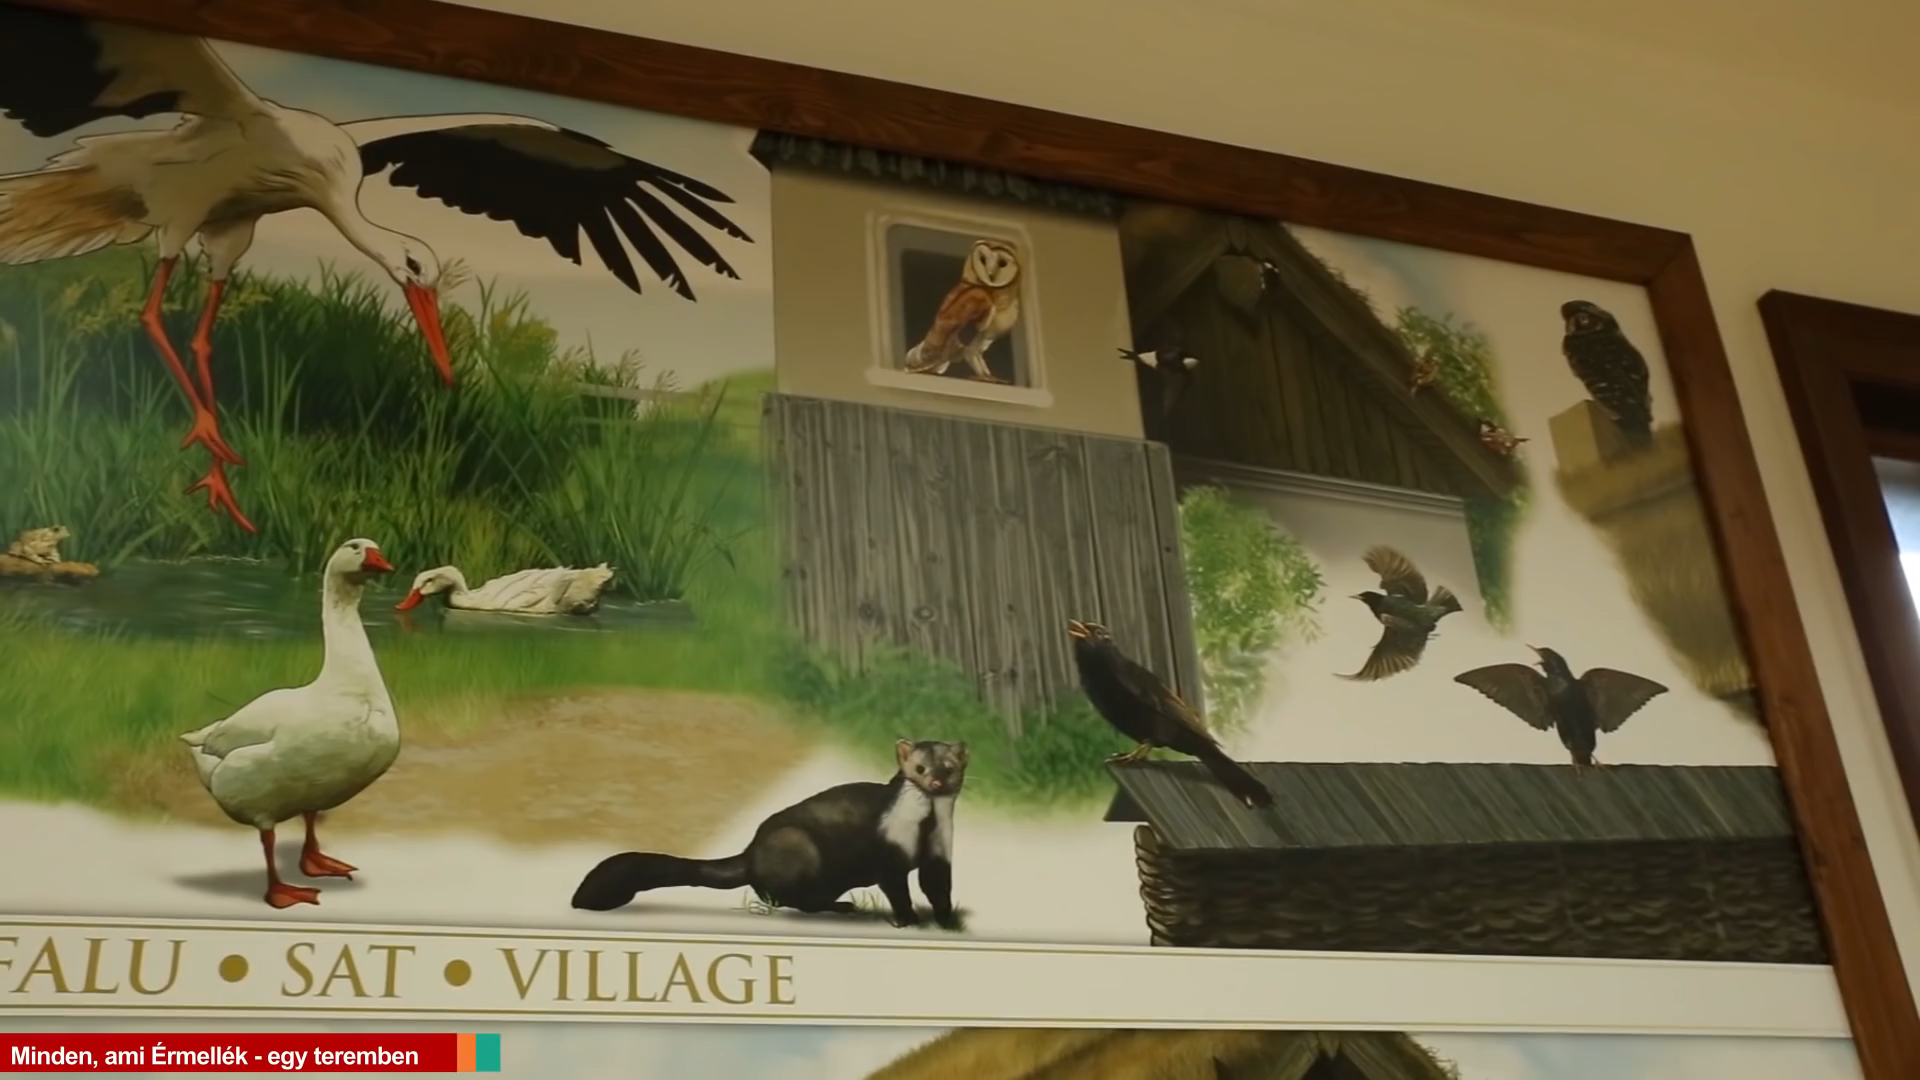 FALU • SAT • VILLAGE
Minden, ami Érmellék - egy teremben